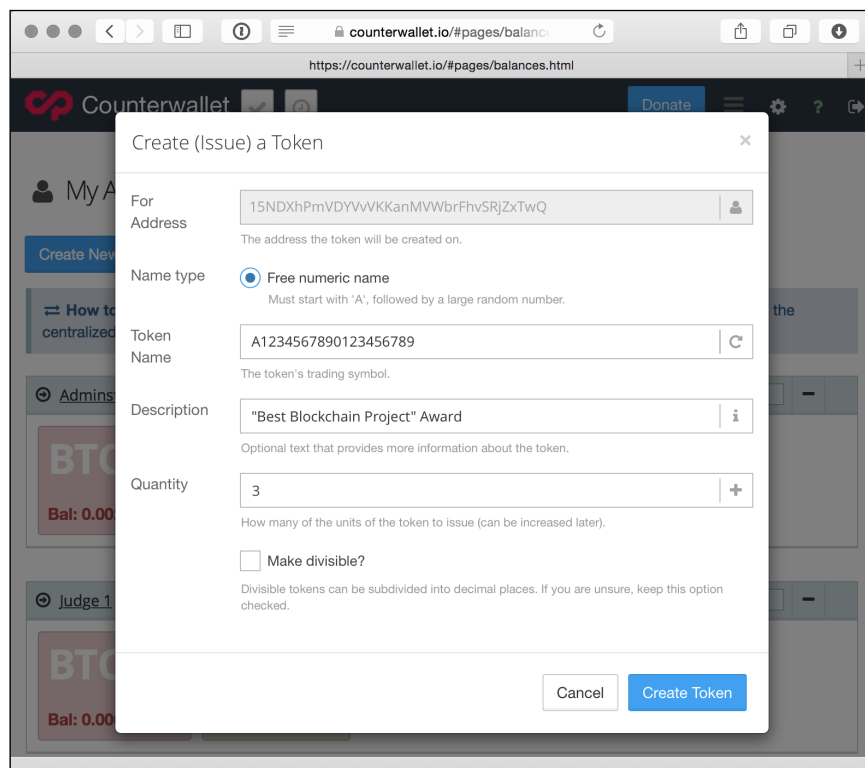 counterwallet.io/#pages/balanc
https://counterwallet.io/#pages/balances.html
Counterwallet
Donate
?
Create (Issue) a Token
×
My A
For
Address
15NDXhPmVDYVvVKKanMVWbrFhvSRjZxTwQ
The address the token will be created on.
Create New
Name type
Free numeric name
Must start with 'A', followed by a large random number.
How to
the
centralized
Token
Name
A1234567890123456789
The token's trading symbol.
Admins
Description
"Best Blockchain Project" Award
Optional text that provides more information about the token.
BTC
Quantity
3
Bal: 0.00
How many of the units of the token to issue (can be increased later).
Make divisible?
Divisible tokens can be subdivided into decimal places. If you are unsure, keep this option
checked.
Judge 1
BTC
Cancel
Create Token
Bal: 0.00